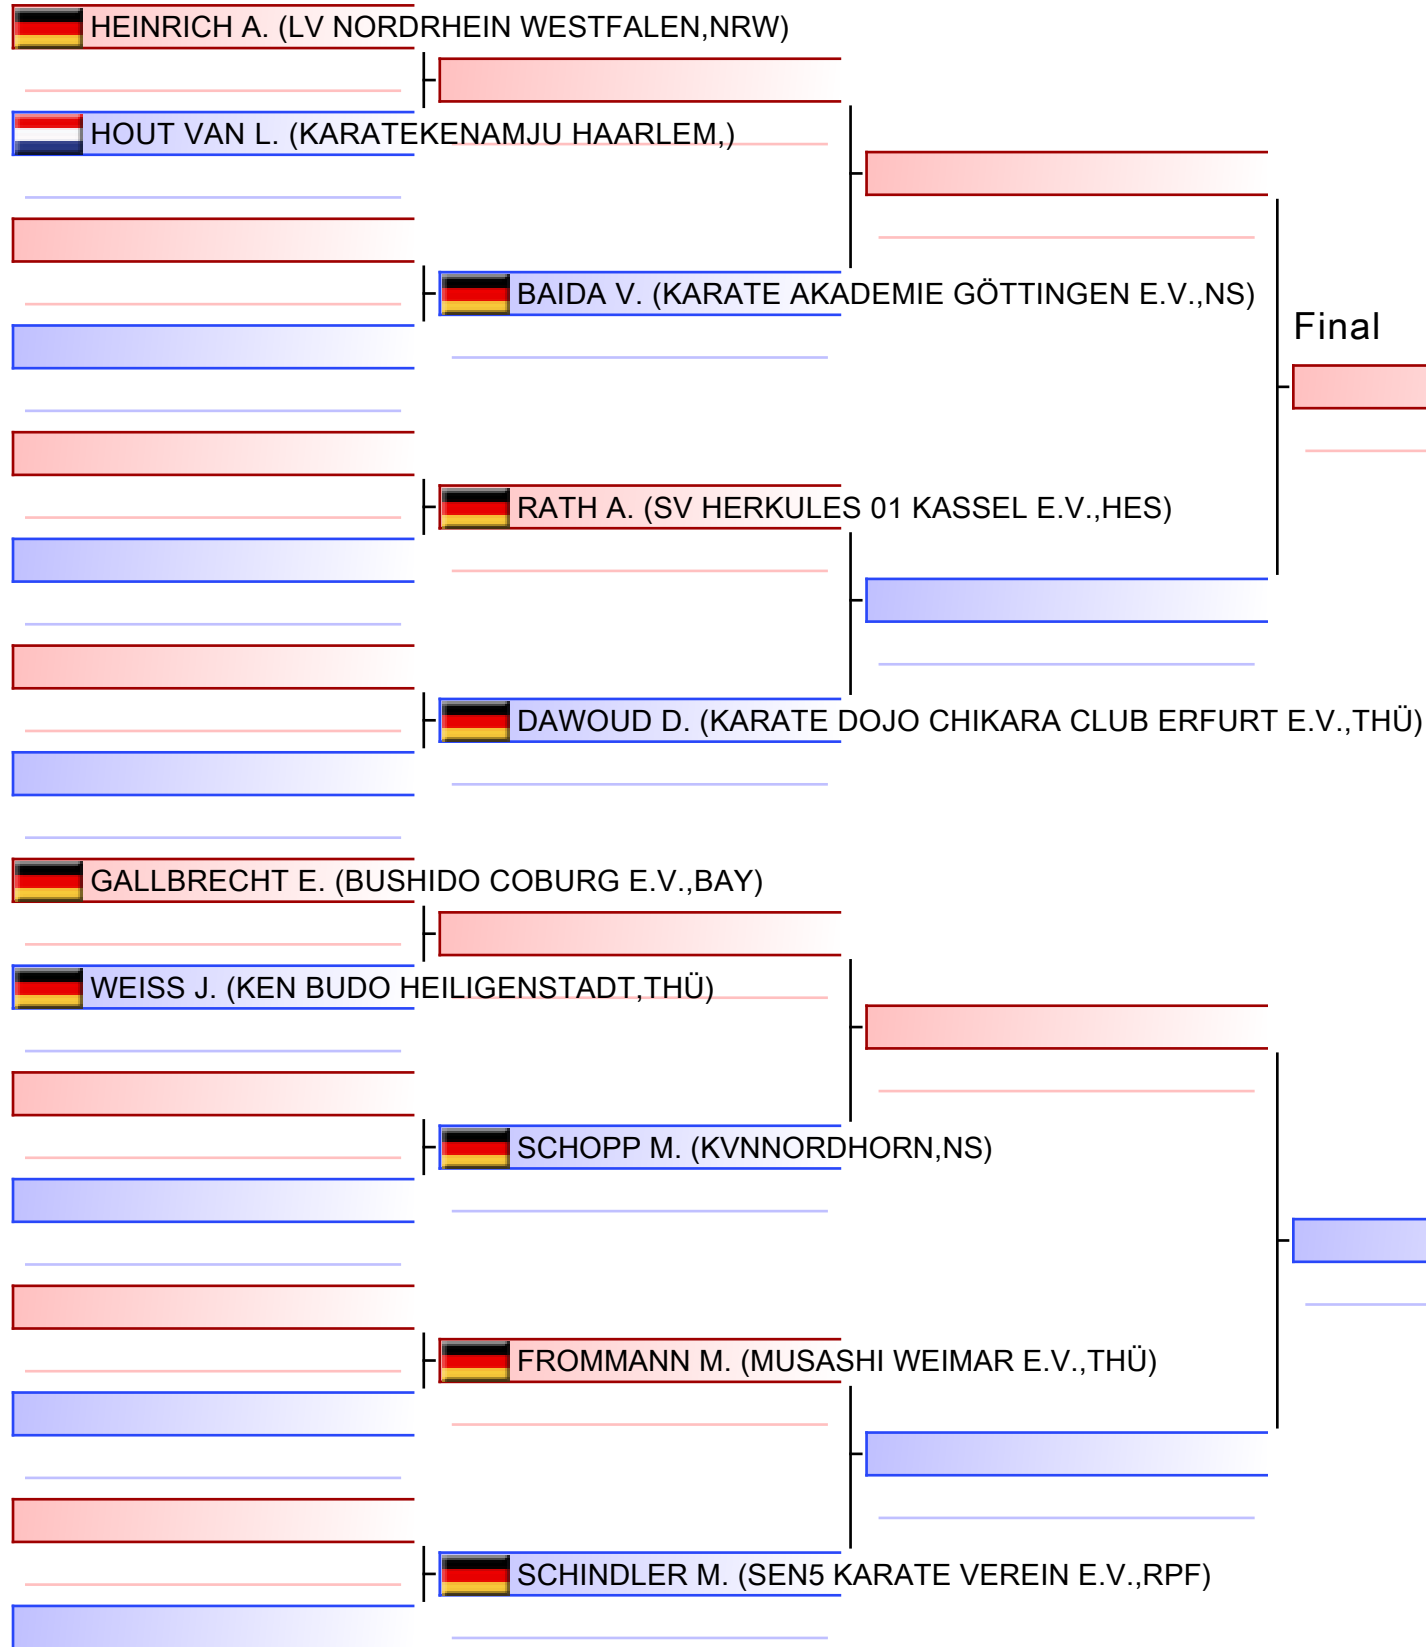 HEINRICH A. (LV NORDRHEIN WESTFALEN,NRW)
HOUT VAN L. (KARATEKENAMJU HAARLEM,)
BAIDA V. (KARATE AKADEMIE GÖTTINGEN E.V.,NS)
Final
RATH A. (SV HERKULES 01 KASSEL E.V.,HES)
DAWOUD D. (KARATE DOJO CHIKARA CLUB ERFURT E.V.,THÜ)
GALLBRECHT E. (BUSHIDO COBURG E.V.,BAY)
WEISS J. (KEN BUDO HEILIGENSTADT,THÜ)
SCHOPP M. (KVNNORDHORN,NS)
FROMMANN M. (MUSASHI WEIMAR E.V.,THÜ)
SCHINDLER M. (SEN5 KARATE VEREIN E.V.,RPF)